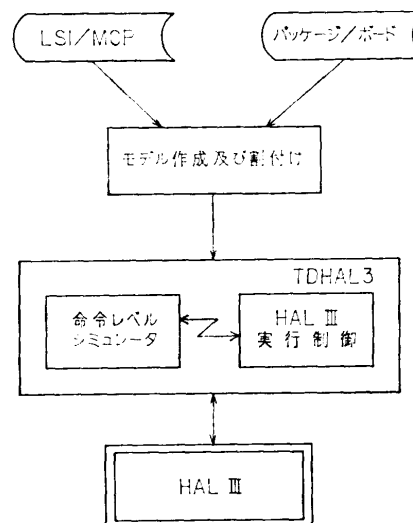 LSI/MCP
パッケージ/ボード
モデル作成及び割付け
TDHAL3
命令レベル
シミュレータ
HAL Ⅲ
実行制御
HAL Ⅲ